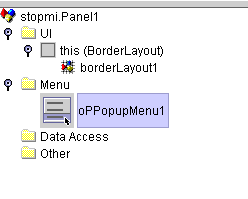 stopmi.Panel1
UI
this (BorderLayout)
borderLayout1
Menu
oPPopupMenu1
Data Access
Other